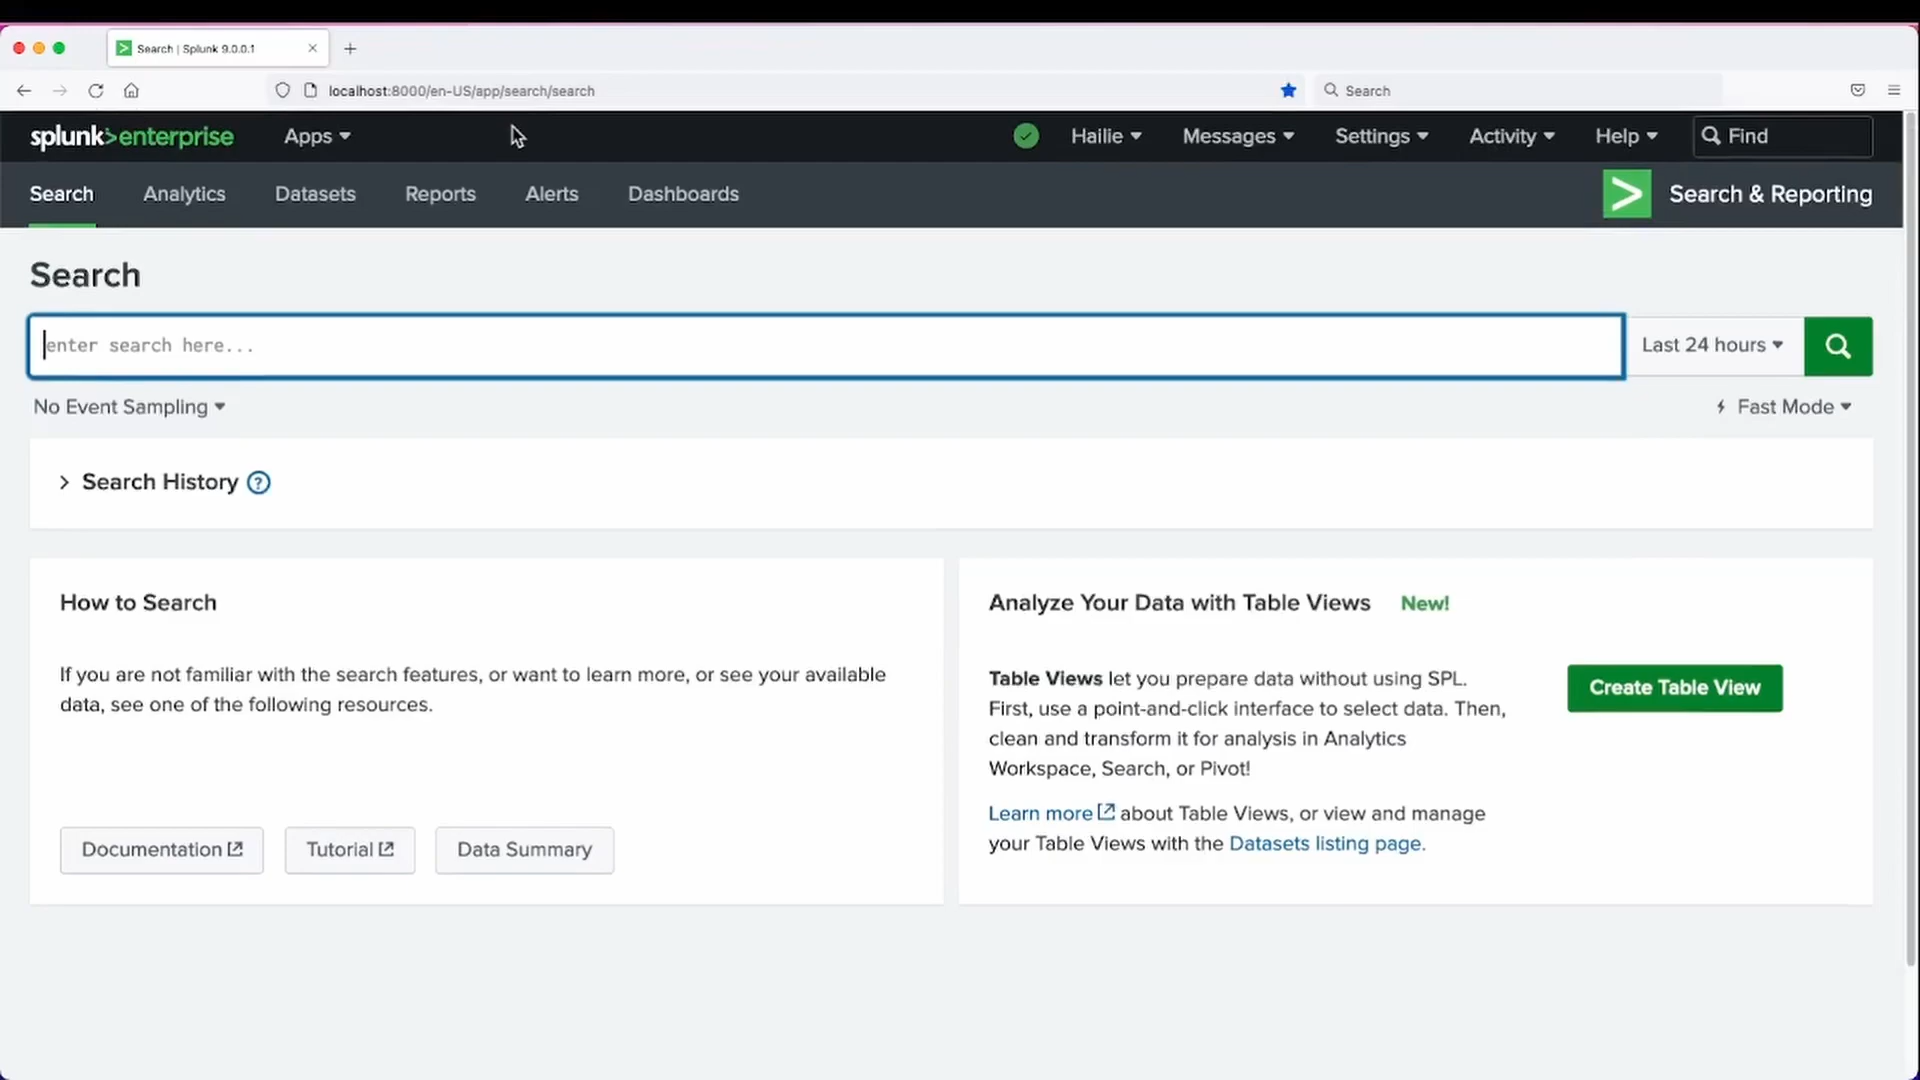 Search | Splunk 9.0.0.1
localhost:8000/en-US/app/search/search
Search
splunk>enterprise
Apps
Hailie
Messages
Settings
Activity
Help
Find
Search
Analytics
Datasets
Reports
Alerts
Dashboards
Search & Reporting
Search
enter search here...
Last 24 hours
No Event Sampling
Fast Mode
Search History
How to Search
If you are not familiar with the search features, or want to learn more, or see your available
data, see one of the following resources.
Documentation
Tutorial
Data Summary
Analyze Your Data with Table Views New!
Table Views let you prepare data without using SPL.
First, use a point-and-click interface to select data. Then,
clean and transform it for analysis in Analytics
Workspace, Search, or Pivot!
Learn more about Table Views, or view and manage
your Table Views with the Datasets listing page.
Create Table View